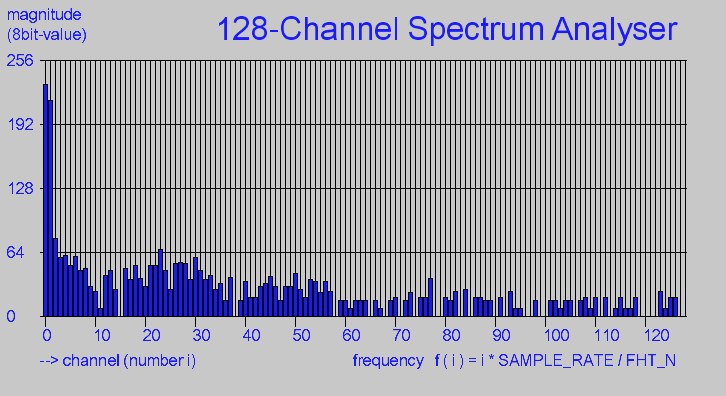 magnitude
(8bit-value)
128-Channel Spectrum Analyser
256
192
128
64
0
0 10 20 30 40 50 60 70 80 90 100 110 120
--> channel (number i)
frequency f ( i ) = i * SAMPLE_RATE / FHT_N